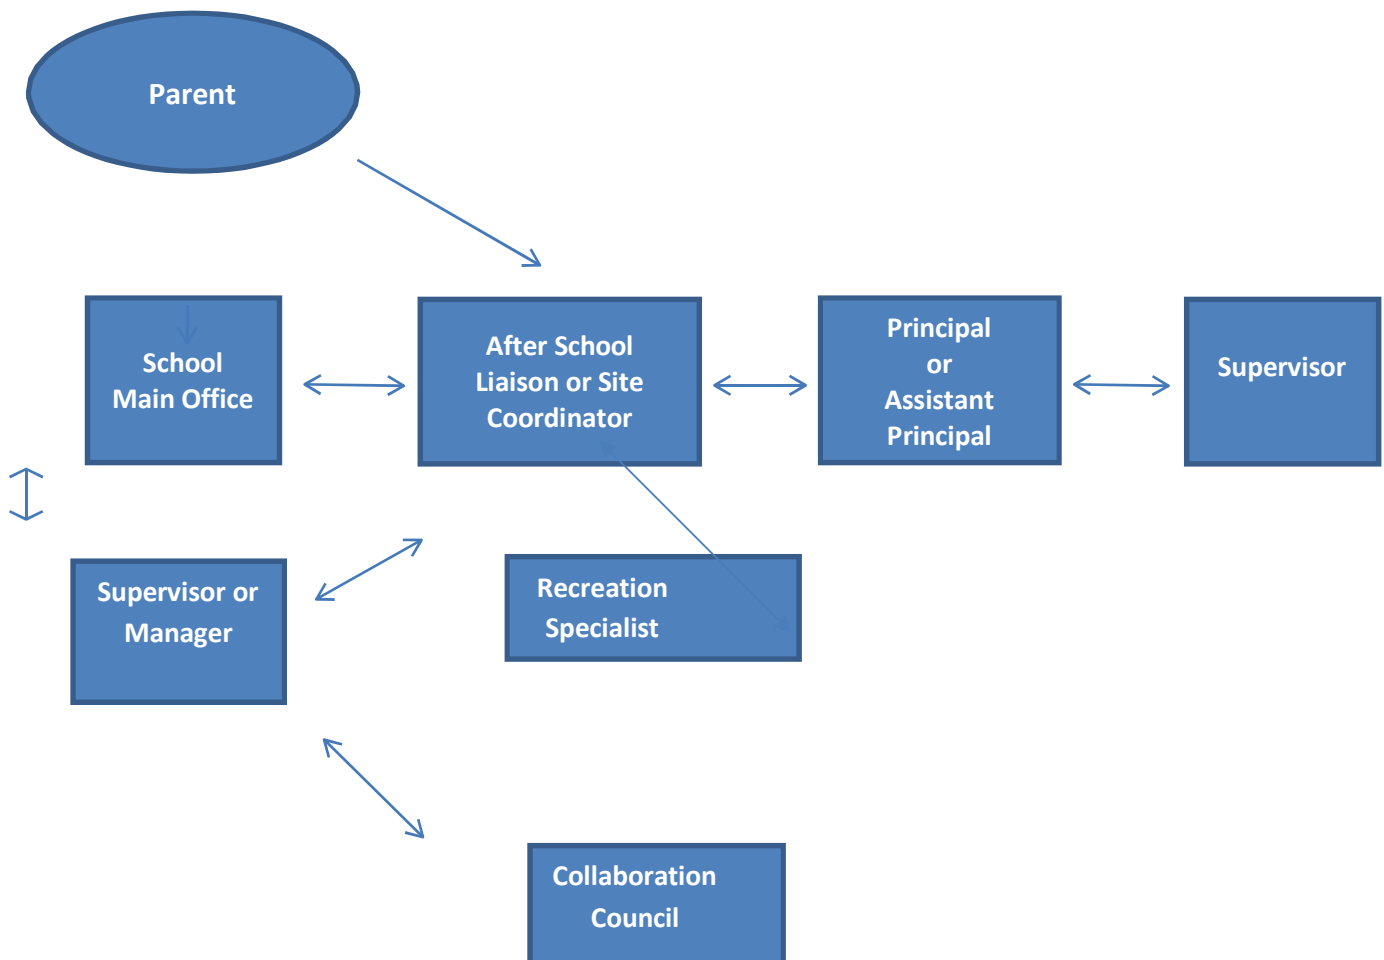 Parent
School
Main Office
After School
Liaison or Site
Coordinator
Principal
or
Assistant
Principal
Supervisor
Supervisor or
Manager
Recreation
Specialist
Collaboration
Council